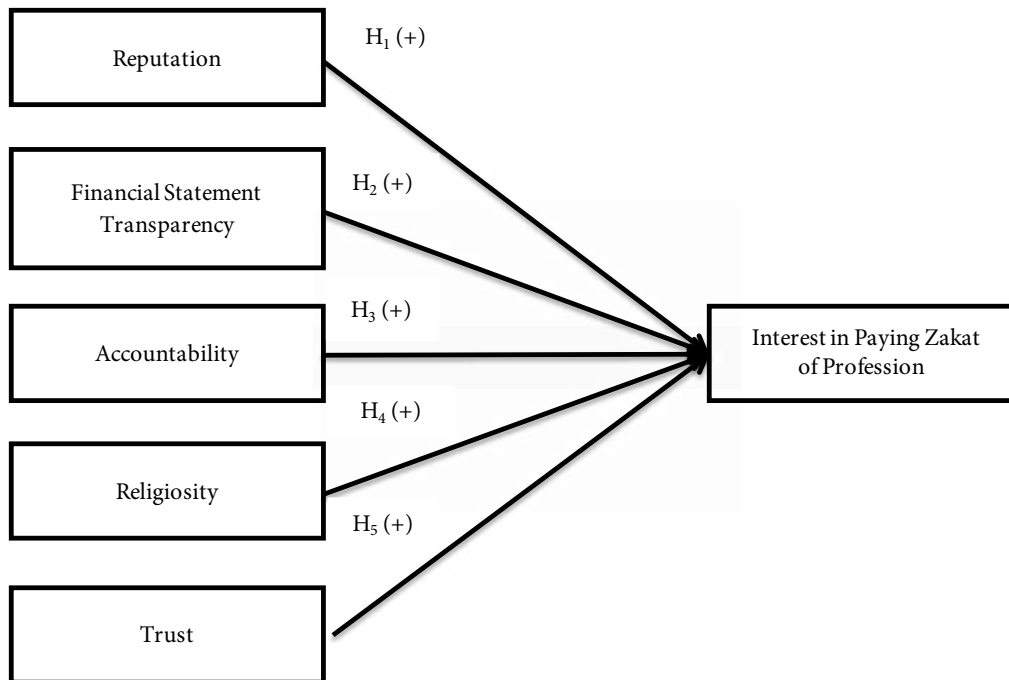 Reputation
H₁ (+)
Financial Statement
Transparency
H₂ (+)
Accountability
H₃ (+)
Religiosity
H₄ (+)
Trust
H₅ (+)
Interest in Paying Zakat
of Profession